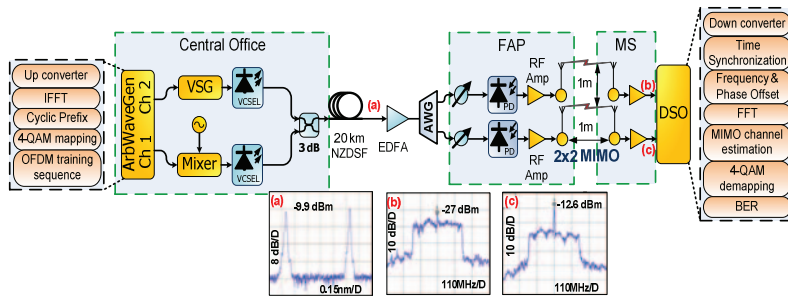 Central Office
FAP
MS
Up converter
IFFT
Cyclic Prefix
4-QAM mapping
OFDM training
sequence
ArbWaveGen
Ch 1 Ch 2
VSG
VCSEL
Mixer
VCSEL
3 dB
20 km
NZDSF
(a)
EDFA
AWG
PD
PD
RF
Amp
RF
Amp
1m
1m
2x2 MIMO
(b)
(c)
DSO
Down converter
Time
Synchronization
Frequency &
Phase Offset
FFT
MIMO channel
estimation
4-QAM
demapping
BER
(a)
-9.9 dBm
8 dB/D
0.15nm/D
(b)
-27 dBm
10 dB/D
110MHz/D
(c)
-12.6 dBm
10 dB/D
110MHz/D